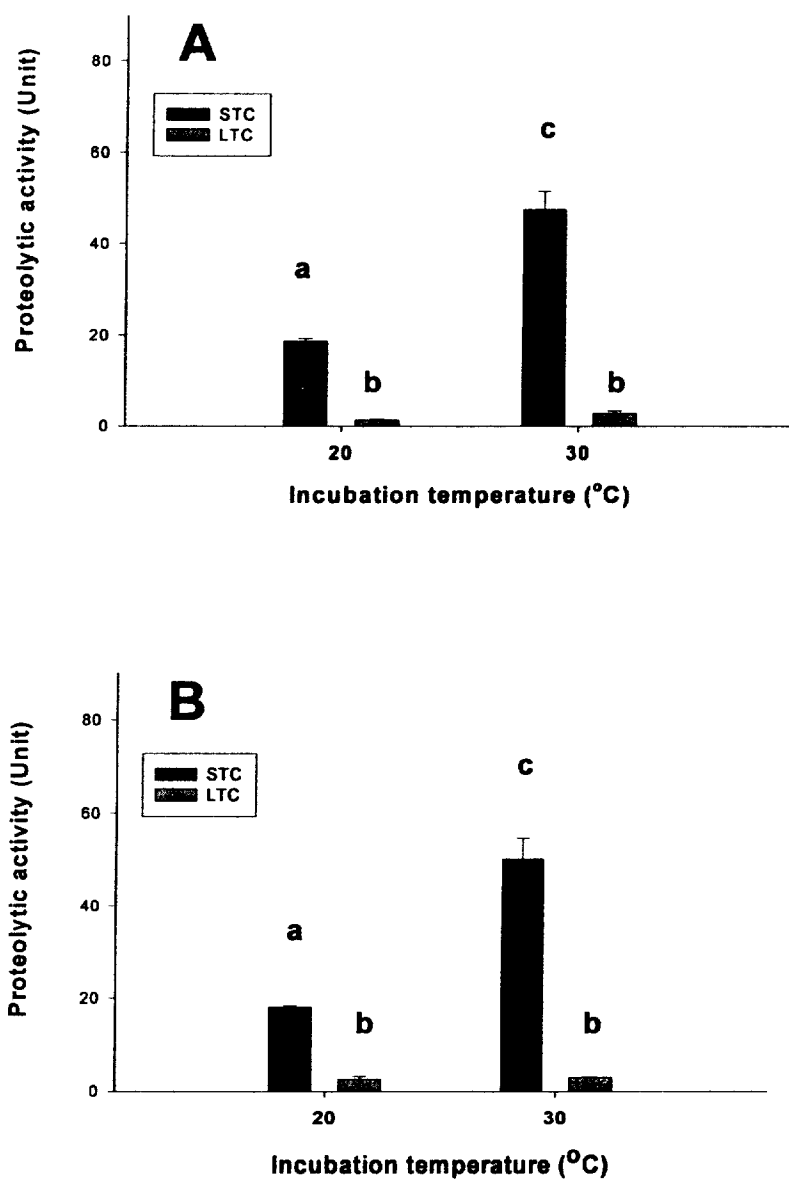 A
Proteolytic activity (Unit)
80
60
40
20
0
STC
LTC
a
b
c
b
20
30
Incubation temperature (°C)
B
Proteolytic activity (Unit)
80
60
40
20
0
STC
LTC
a
b
c
b
20
30
Incubation temperature (°C)